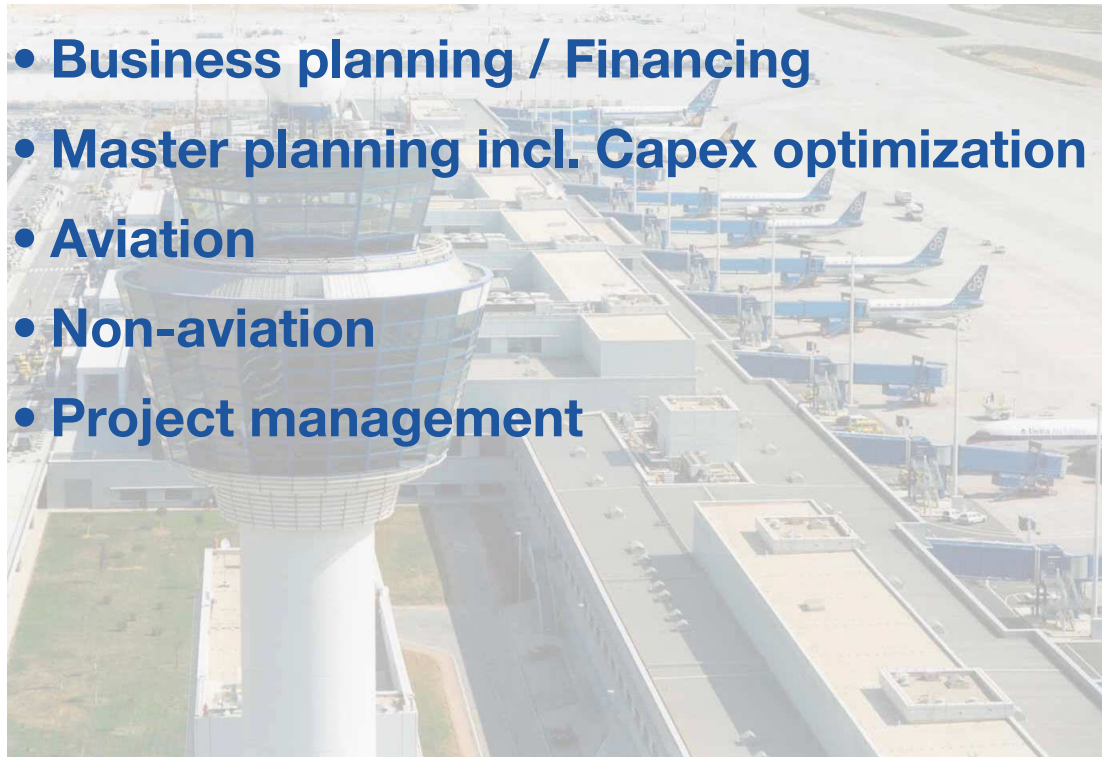 • Business planning / Financing
• Master planning incl. Capex optimization
• Aviation
• Non-aviation
• Project management